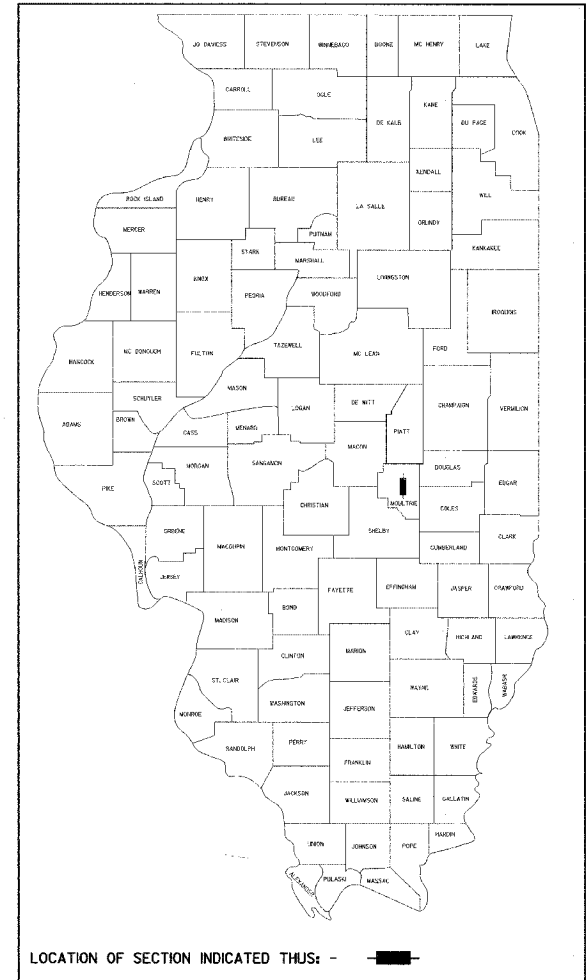 JO DAVIESS STEVENSON WINNEBAGO BOONE MC HENRY LAKE
CARROLL OGLE DE KALB KANE DU PAGE COOK
WHITESIDE LEE KENDALL WILL
ROCK ISLAND HENRY BUREAU LA SALLE GRUNDY
MERCER PUTNAM KANKAKEE
STARK MARSHALL
HENDERSON WARREN KNOX PEORIA WOODFORD LIVINGSTON IROQUOIS
HANCOCK MC DONOUGH FULTON TAZEWELL MC LEAN FORD
SCHUYLER MASON
ADAMS BROWN CASS MENARD LOGAN DE WITT PIATT CHAMPAIGN VERMILION
MORGAN SANGAMON MACON
PIKE SCOTT CHRISTIAN MOULTRIE DOUGLAS EDGAR
GREENE SHELBY COLES
CALHOUN JERSEY MACOUPIN MONTGOMERY CUMBERLAND CLARK
MADISON BOND FAYETTE EFFINGHAM JASPER CRAWFORD
CLINTON MARION CLAY RICHLAND LAWRENCE
ST. CLAIR WASHINGTON WAYNE EDWARDS WABASH
MONROE JEFFERSON
RANDOLPH PERRY HAMILTON WHITE
FRANKLIN
JACKSON WILLIAMSON SALINE GALLATIN
UNION JOHNSON POPE HARDIN
ALEXANDER PULASKI MASSAC
LOCATION OF SECTION INDICATED THUS: -